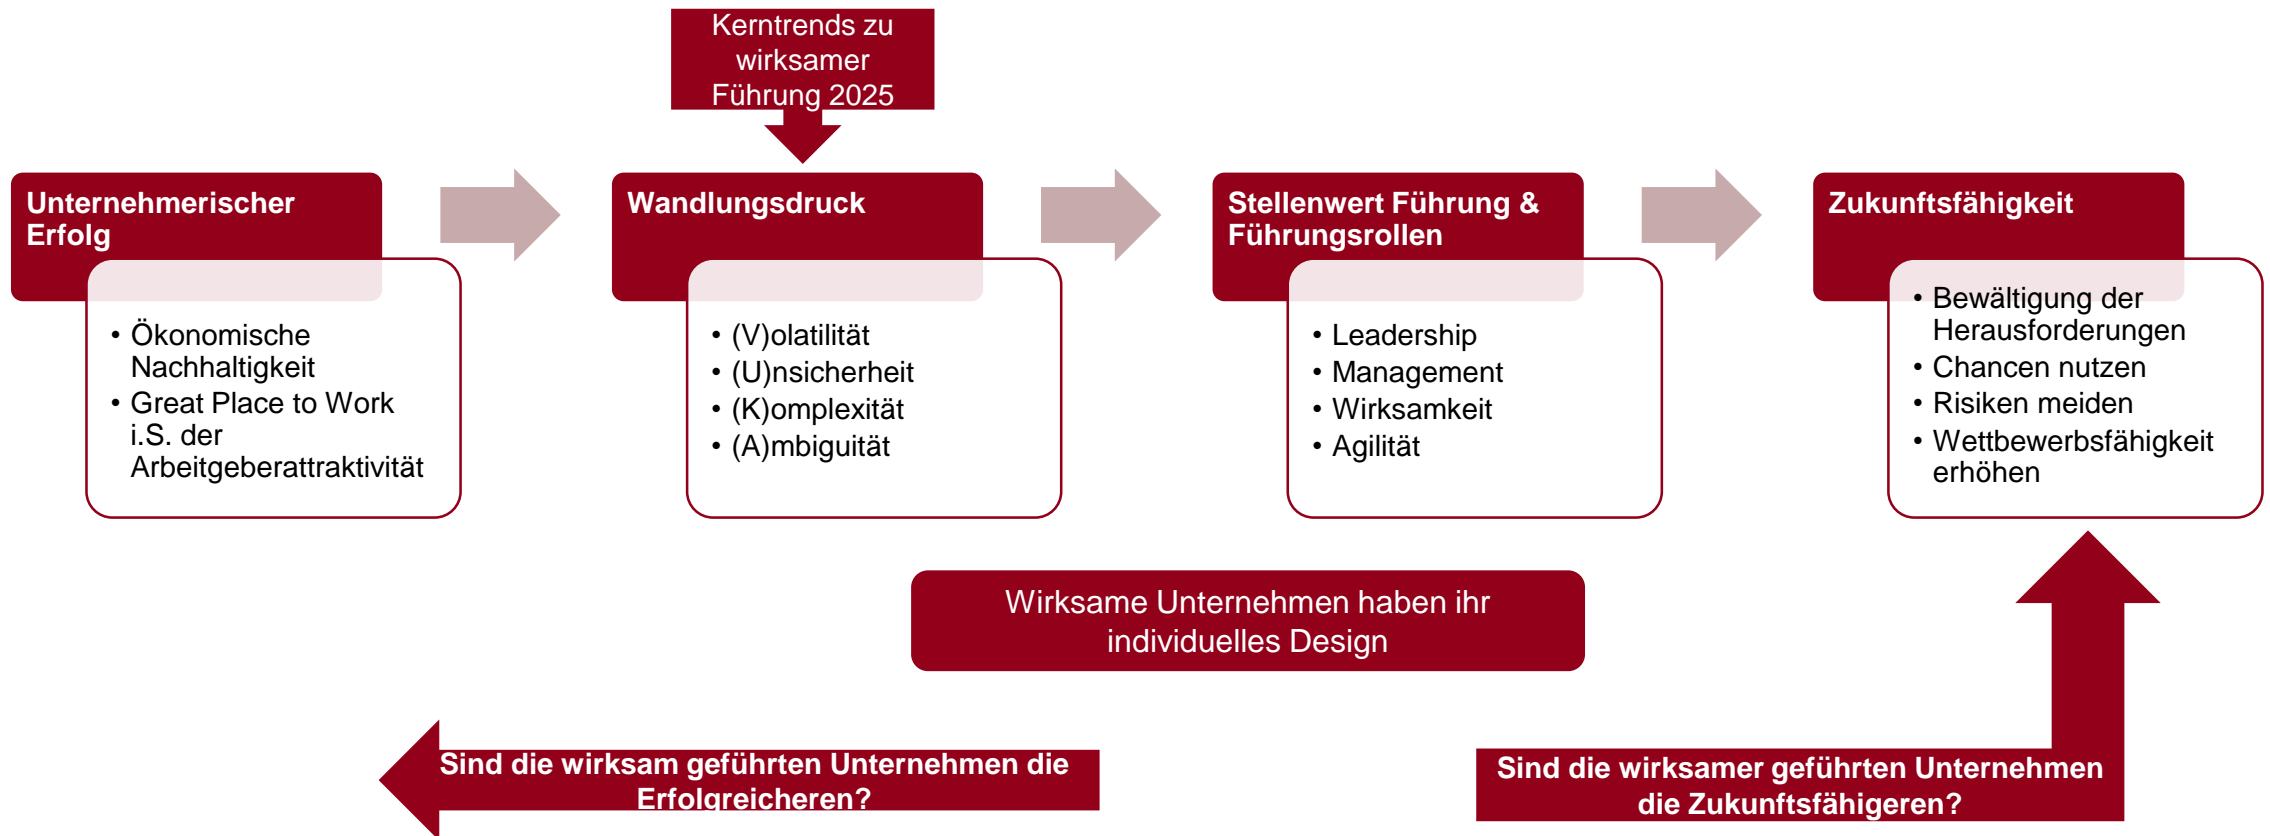 Kerntrends zu
wirksamer
Führung 2025
Unternehmerischer
Erfolg
• Ökonomische
Nachhaltigkeit
• Great Place to Work
i.S. der
Arbeitgeberattraktivität
Wandlungsdruck
• (V)olatilität
• (U)nsicherheit
• (K)omplexität
• (A)mbiguität
Stellenwert Führung &
Führungsrollen
• Leadership
• Management
• Wirksamkeit
• Agilität
Zukunftsfähigkeit
• Bewältigung der
Herausforderungen
• Chancen nutzen
• Risiken meiden
• Wettbewerbsfähigkeit
erhöhen
Wirksame Unternehmen haben ihr
individuelles Design
Sind die wirksam geführten Unternehmen die
Erfolgreicheren?
Sind die wirksamer geführten Unternehmen
die Zukunftsfähigeren?